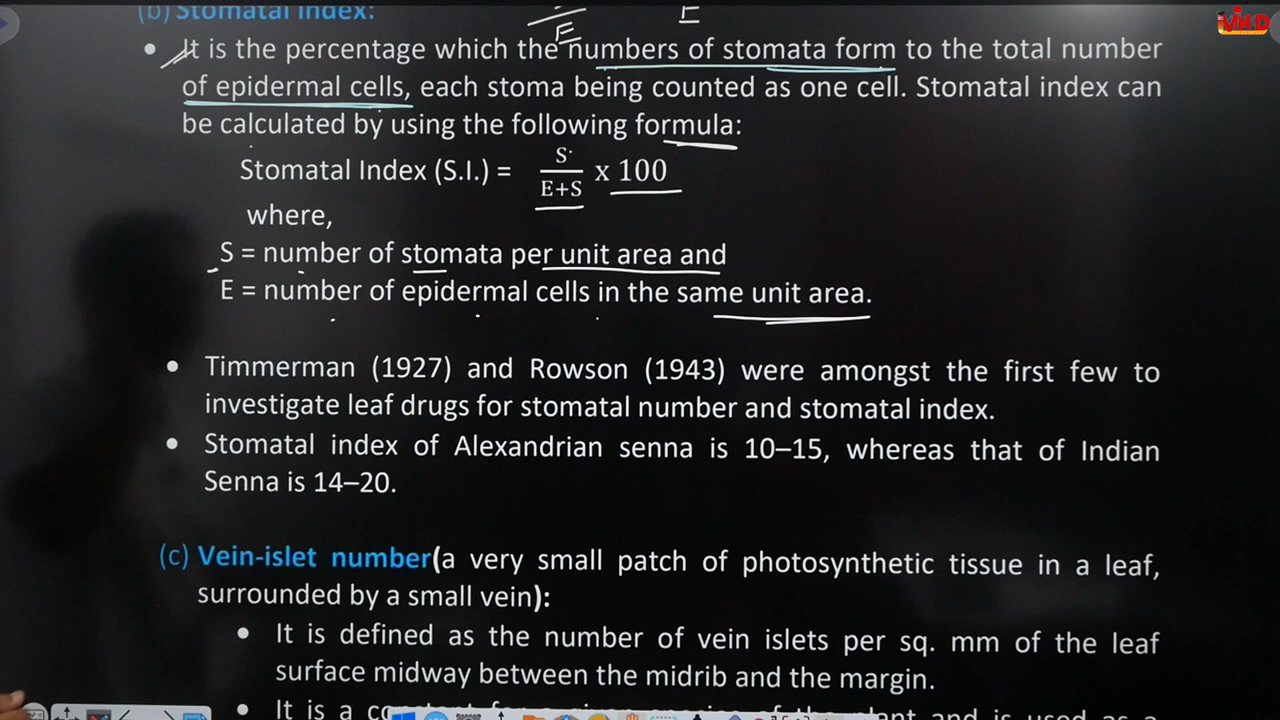 (b) Stomatal Index:
E
E
• It is the percentage which the numbers of stomata form to the total number
of epidermal cells, each stoma being counted as one cell. Stomatal index can
be calculated by using the following formula:
Stomatal Index (S.I.) = S / E+S x 100
where,
S = number of stomata per unit area and
E = number of epidermal cells in the same unit area.
• Timmerman (1927) and Rowson (1943) were amongst the first few to
investigate leaf drugs for stomatal number and stomatal index.
• Stomatal index of Alexandrian senna is 10–15, whereas that of Indian
Senna is 14–20.
(c) Vein-islet number(a very small patch of photosynthetic tissue in a leaf,
surrounded by a small vein):
• It is defined as the number of vein islets per sq. mm of the leaf
surface midway between the midrib and the margin.
• It is a